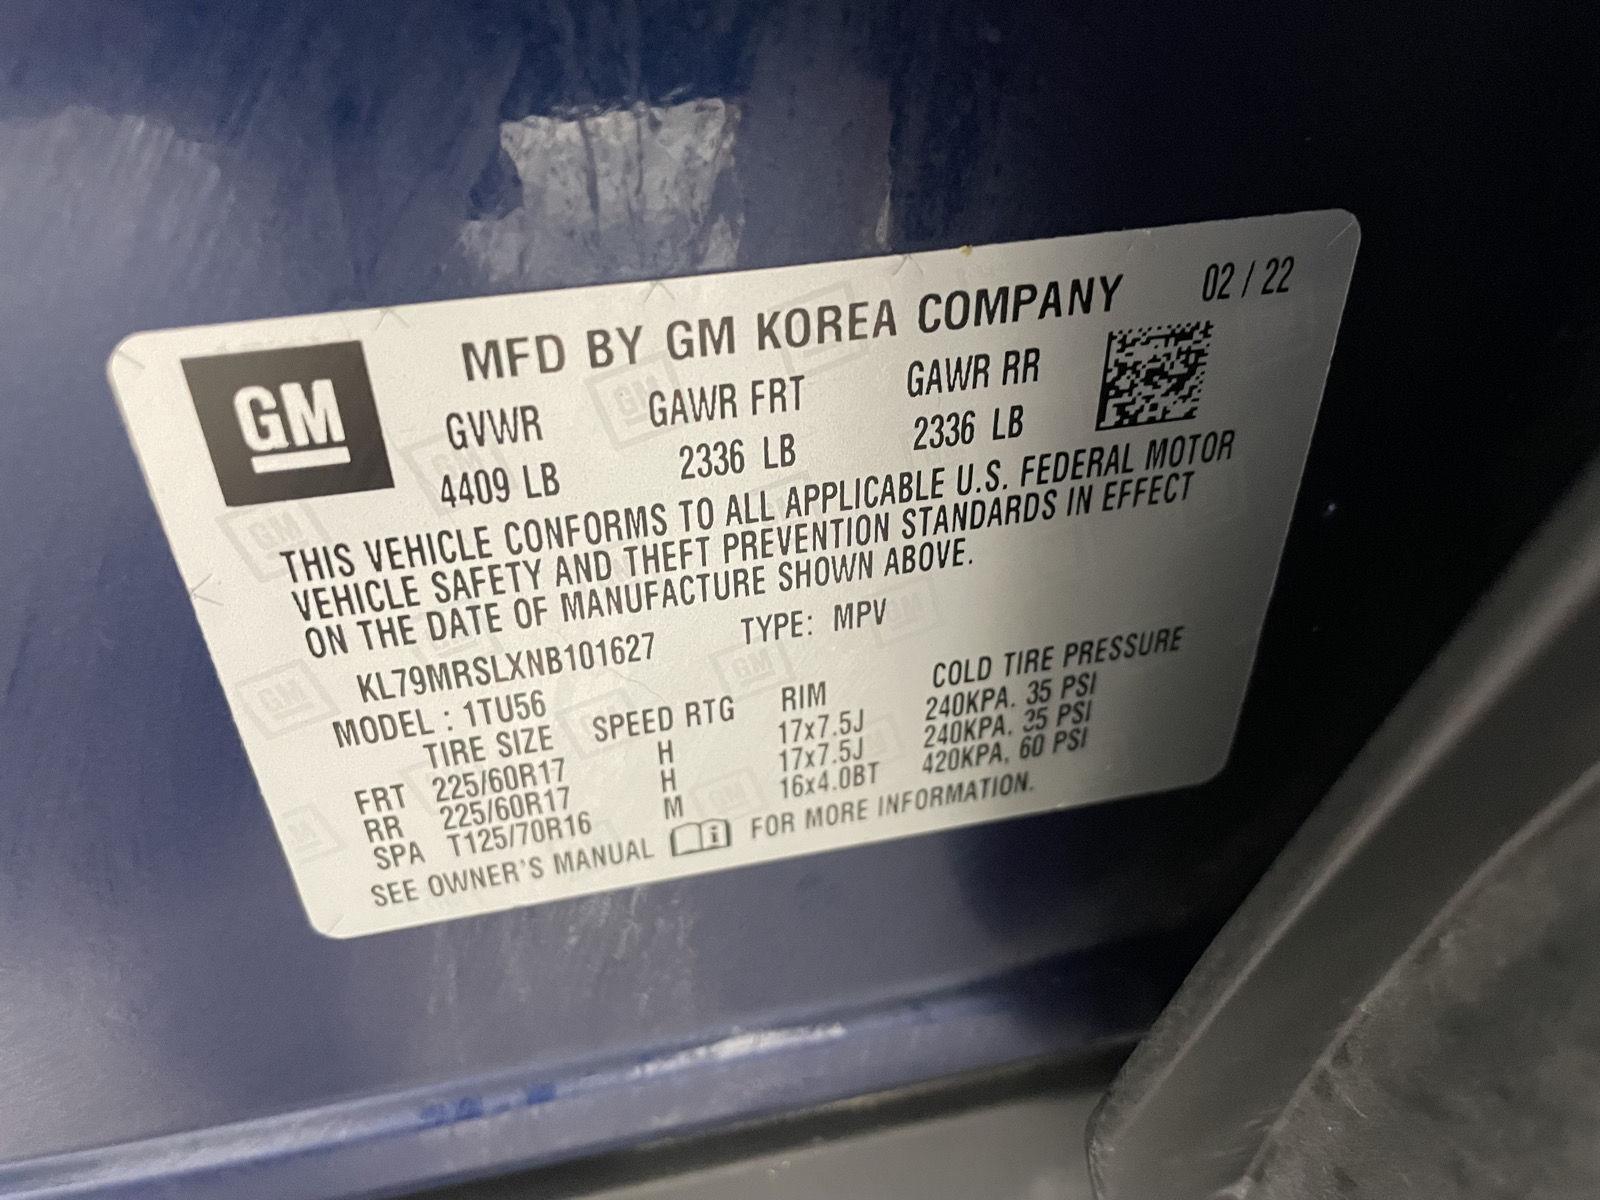 GM
MFD BY GM KOREA COMPANY 02 / 22
GVWR GAWR FRT GAWR RR
4409 LB 2336 LB 2336 LB
THIS VEHICLE CONFORMS TO ALL APPLICABLE U.S. FEDERAL MOTOR
VEHICLE SAFETY AND THEFT PREVENTION STANDARDS IN EFFECT
ON THE DATE OF MANUFACTURE SHOWN ABOVE.
KL79MRSLXNB101627 TYPE: MPV
MODEL : 1TU56
TIRE SIZE SPEED RTG RIM COLD TIRE PRESSURE
FRT 225/60R17 H 17x7.5J 240KPA. 35 PSI
RR 225/60R17 H 17x7.5J 240KPA. 35 PSI
SPA T125/70R16 M 16x4.0BT 420KPA, 60 PSI
SEE OWNER'S MANUAL FOR MORE INFORMATION.